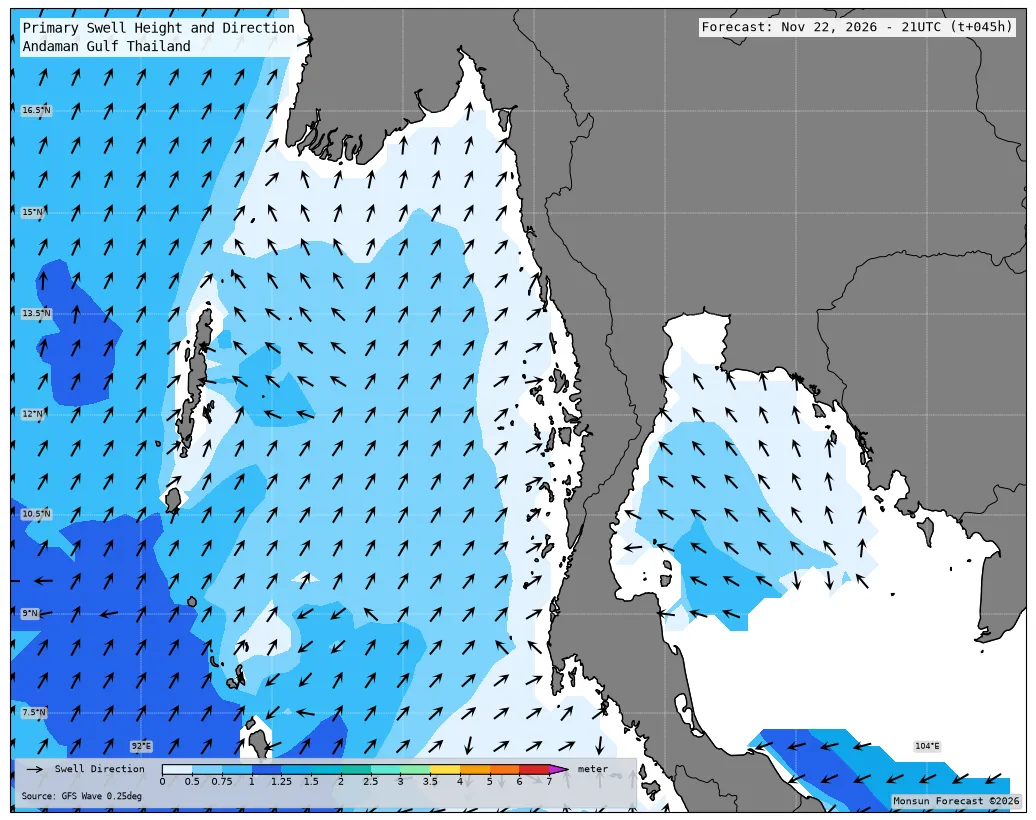 Primary Swell Height and Direction
Andaman Gulf Thailand
Forecast: Nov 22, 2026 - 21UTC (t+045h)
16.5°N
15°N
13.5°N
12°N
10.5°N
9°N
7.5°N
92°E
104°E
Swell Direction
0 0.5 0.75 1 1.25 1.5 2 2.5 3 3.5 4 5 6 7
meter
Source: GFS Wave 0.25deg
Monsun Forecast ©2026